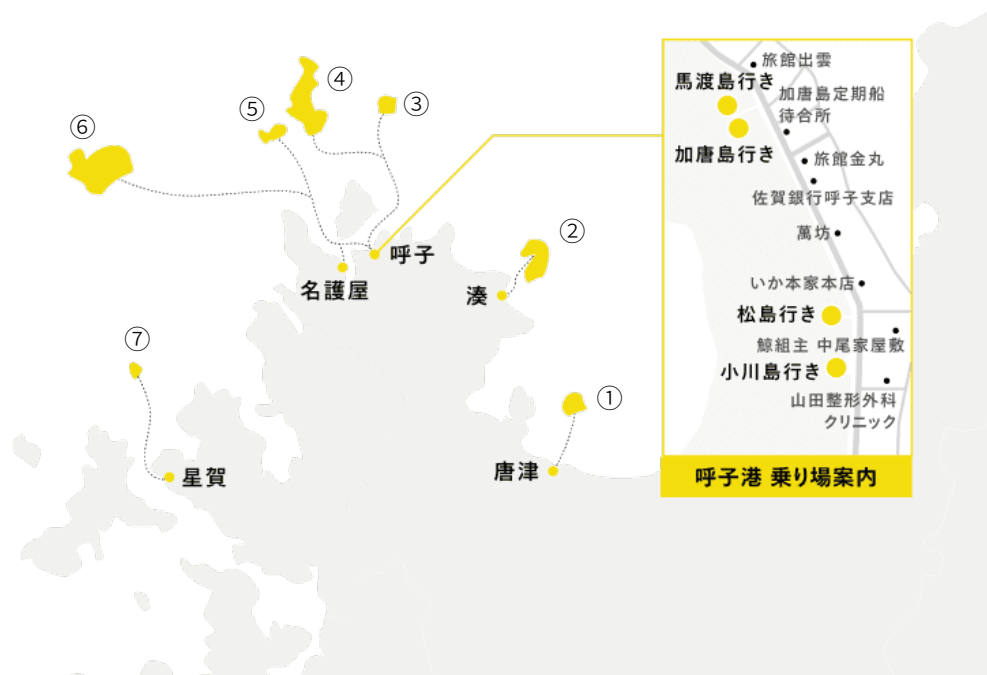 ④
③
⑤
⑥
②
呼子
名護屋
湊
⑦
①
唐津
星賀
旅館出雲
馬渡島行き
加唐島定期船
待合所
加唐島行き
旅館金丸
佐賀銀行呼子支店
萬坊
いか本家本店
松島行き
鯨組主 中尾家屋敷
小川島行き
山田整形外科
クリニック
呼子港 乗り場案内